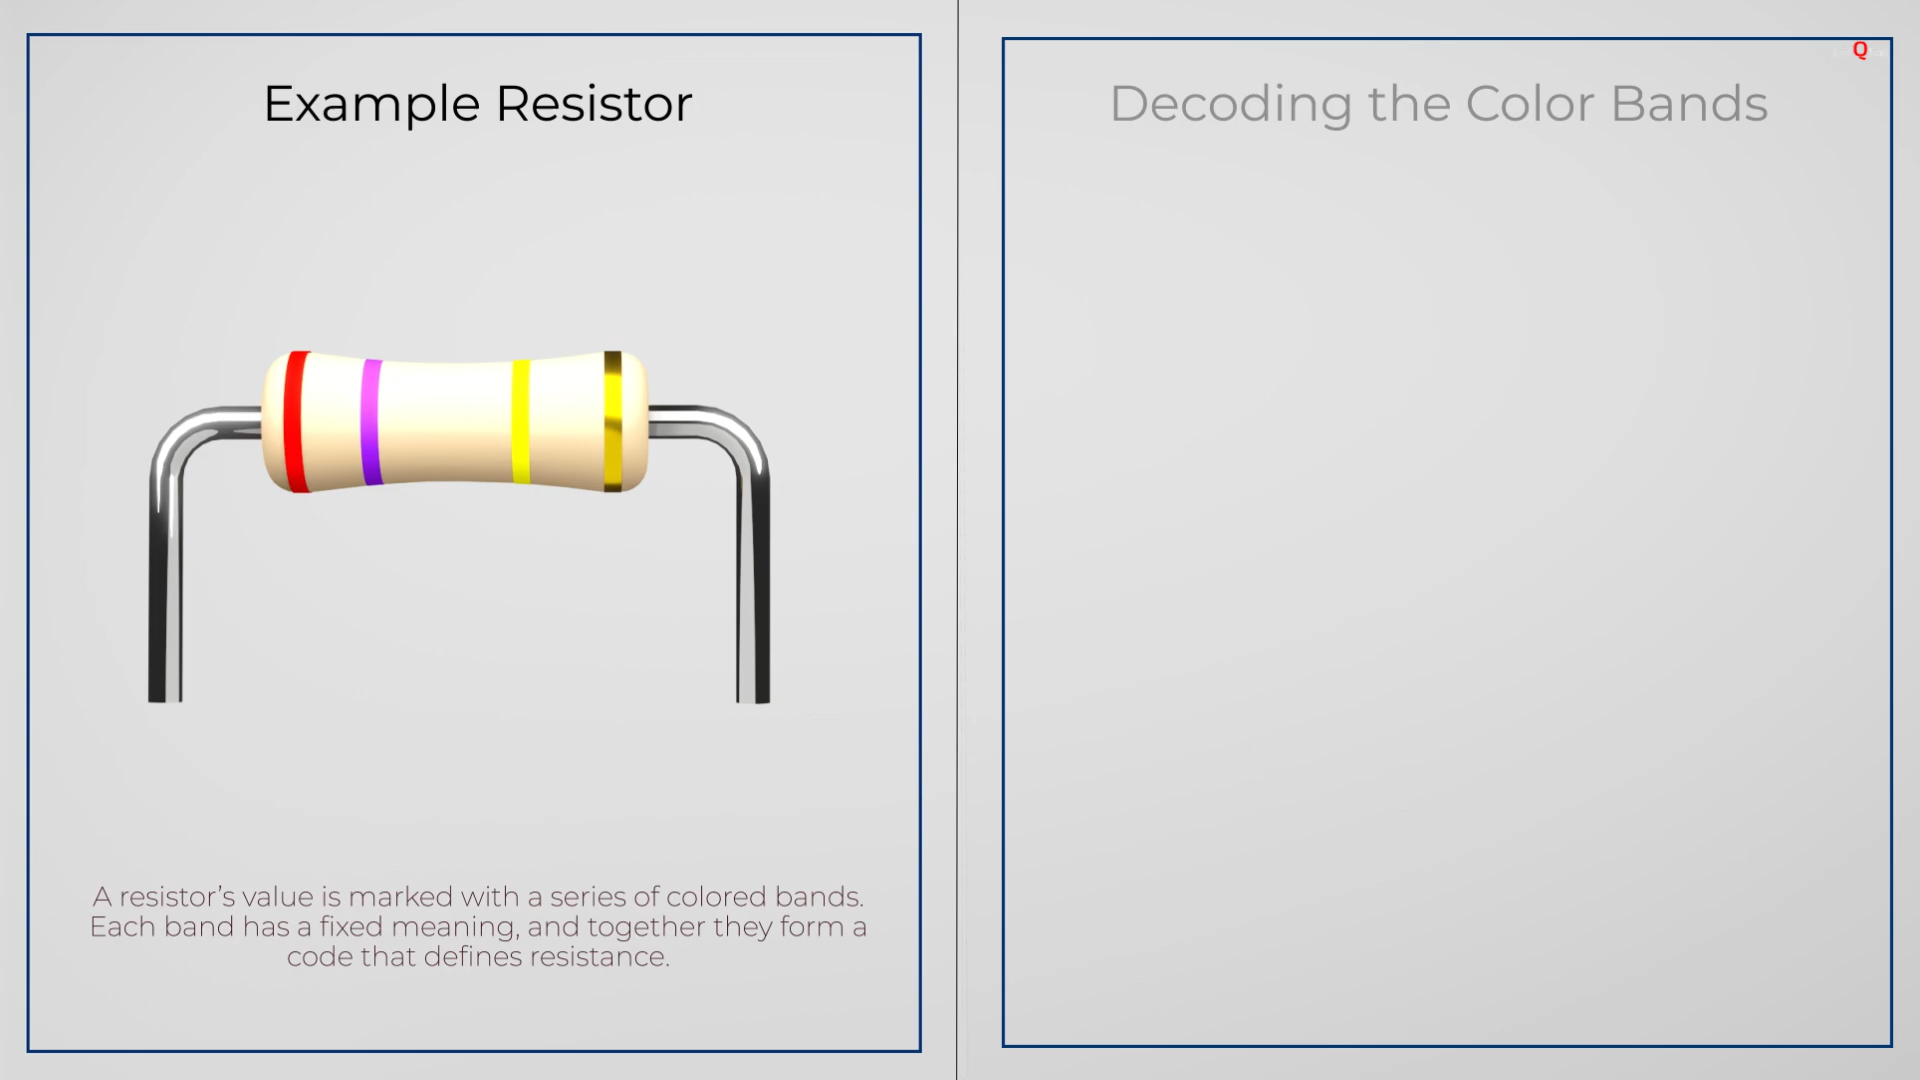 Example Resistor
A resistor’s value is marked with a series of colored bands.
Each band has a fixed meaning, and together they form a
code that defines resistance.
Decoding the Color Bands
Q